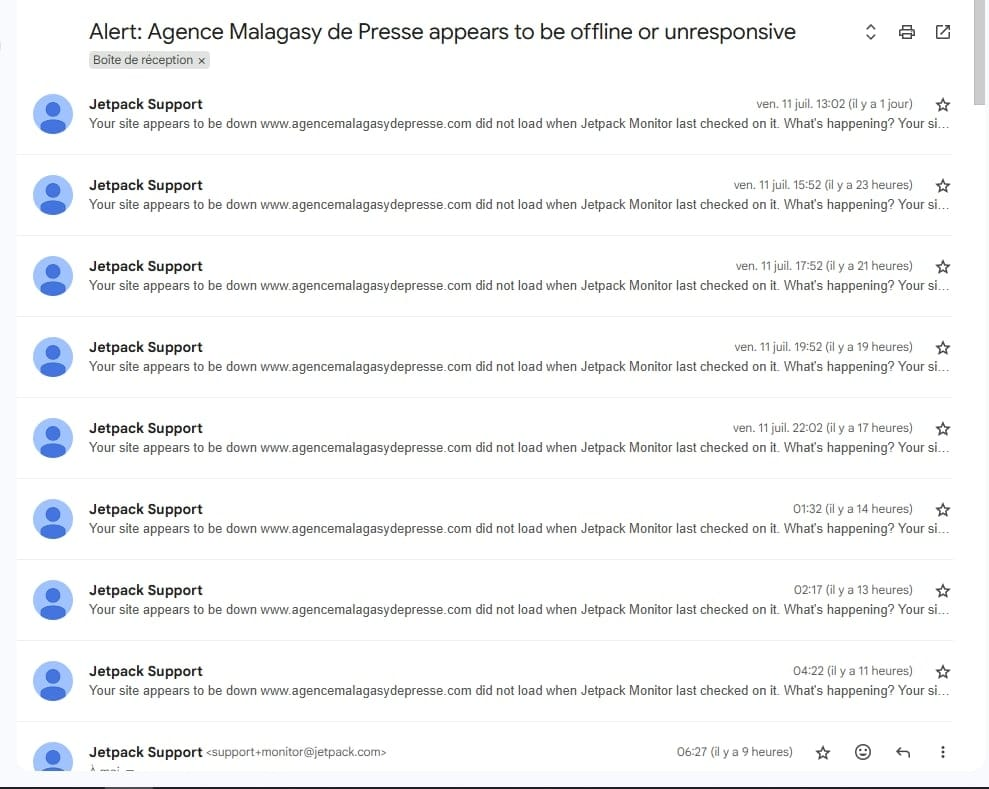 Alert: Agence Malagasy de Presse appears to be offline or unresponsive
Boîte de réception ×
Jetpack Support ven. 11 juil. 13:02 (il y a 1 jour)
Your site appears to be down www.agencemalagasydepresse.com did not load when Jetpack Monitor last checked on it. What's happening? Your si...
Jetpack Support ven. 11 juil. 15:52 (il y a 23 heures)
Your site appears to be down www.agencemalagasydepresse.com did not load when Jetpack Monitor last checked on it. What's happening? Your si...
Jetpack Support ven. 11 juil. 17:52 (il y a 21 heures)
Your site appears to be down www.agencemalagasydepresse.com did not load when Jetpack Monitor last checked on it. What's happening? Your si...
Jetpack Support ven. 11 juil. 19:52 (il y a 19 heures)
Your site appears to be down www.agencemalagasydepresse.com did not load when Jetpack Monitor last checked on it. What's happening? Your si...
Jetpack Support ven. 11 juil. 22:02 (il y a 17 heures)
Your site appears to be down www.agencemalagasydepresse.com did not load when Jetpack Monitor last checked on it. What's happening? Your si...
Jetpack Support 01:32 (il y a 14 heures)
Your site appears to be down www.agencemalagasydepresse.com did not load when Jetpack Monitor last checked on it. What's happening? Your si...
Jetpack Support 02:17 (il y a 13 heures)
Your site appears to be down www.agencemalagasydepresse.com did not load when Jetpack Monitor last checked on it. What's happening? Your si...
Jetpack Support 04:22 (il y a 11 heures)
Your site appears to be down www.agencemalagasydepresse.com did not load when Jetpack Monitor last checked on it. What's happening? Your si...
Jetpack Support <support+monitor@jetpack.com> 06:27 (il y a 9 heures)